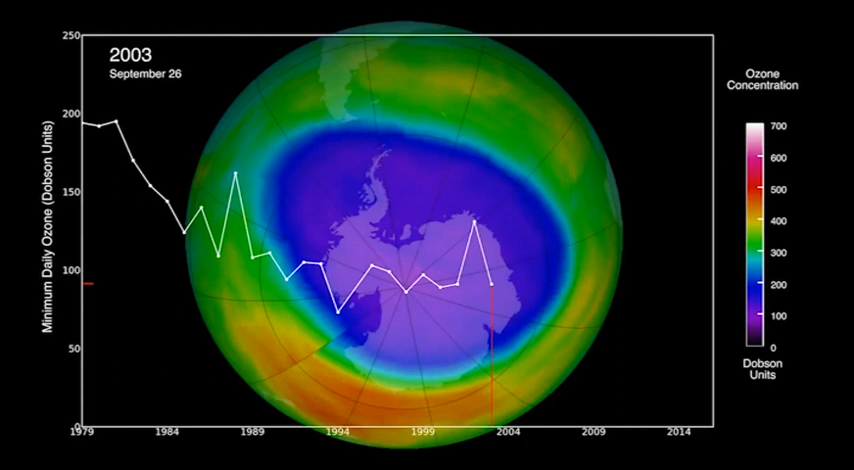 2003
September 26
Minimum Daily Ozone (Dobson Units)
250
200
150
100
50
0
1979 1984 1989 1994 1999 2004 2009 2014
Ozone
Concentration
700
600
500
400
300
200
100
0
Dobson
Units